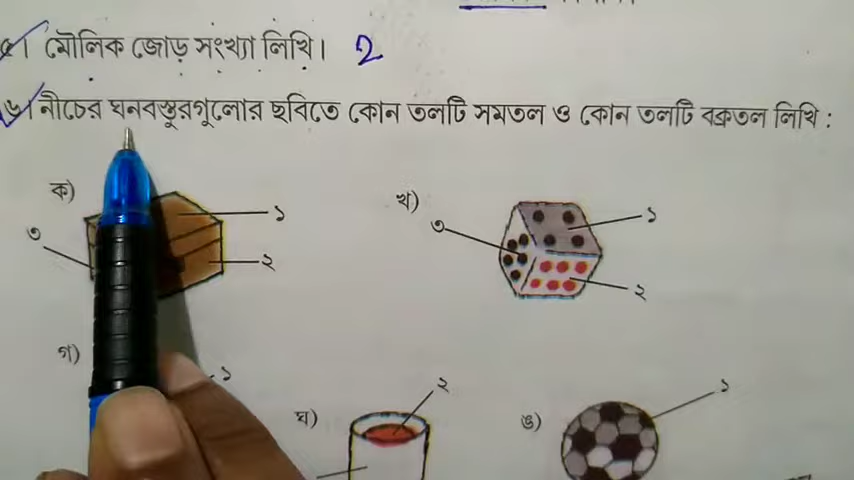 ৫। মৌলিক জোড় সংখ্যা লিখি। 2
৬। নীচের ঘনবস্তুরগুলোর ছবিতে কোন তলটি সমতল ও কোন তলটি বক্রতল লিখি :
ক) ১ ২ ৩
খ) ১ ২ ৩
গ) ১
ঘ) ২
ঙ) ১